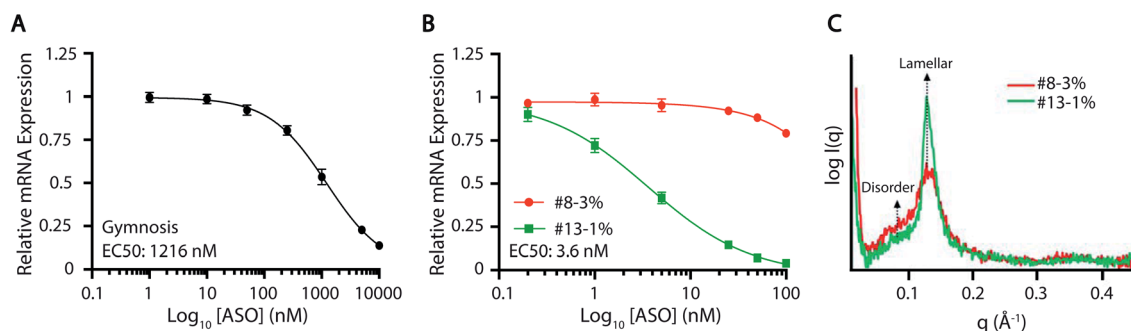 A
Relative mRNA Expression
1.25
1
0.75
0.5
0.25
0
Gymnosis
EC50: 1216 nM
0.1
1
10
100
1000
10000
Log10 [ASO] (nM)
B
Relative mRNA Expression
1.25
1
0.75
0.5
0.25
0
#8-3%
#13-1%
EC50: 3.6 nM
0.1
1
10
100
Log10 [ASO] (nM)
C
log I(q)
Lamellar
Disorder
#8-3%
#13-1%
0.1
0.2
0.3
0.4
q (Å-1)